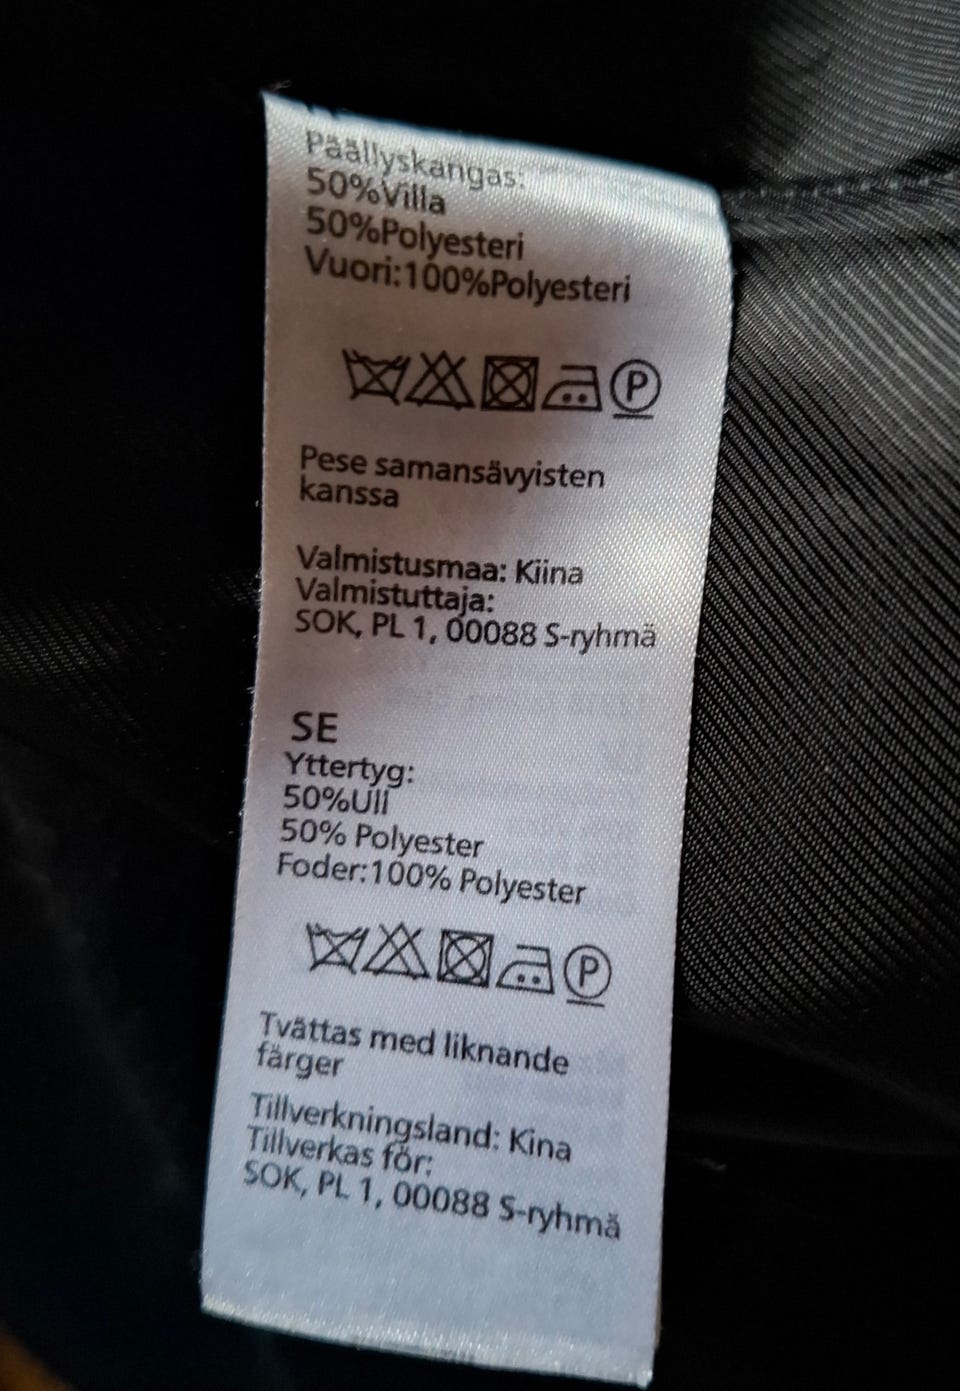 Päällyskangas:
50%Villa
50%Polyesteri
Vuori:100%Polyesteri
P
Pese samansävyisten
kanssa
Valmistusmaa: Kiina
Valmistuttaja:
SOK, PL 1, 00088 S-ryhmä
SE
Yttertyg:
50%Ull
50% Polyester
Foder:100% Polyester
P
Tvättas med liknande
färger
Tillverkningsland: Kina
Tillverkas för:
SOK, PL 1, 00088 S-ryhmä